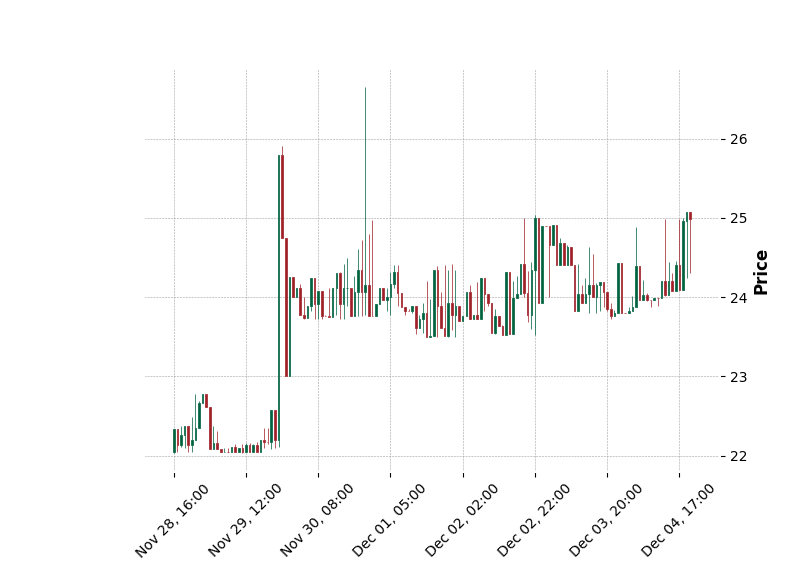 26
25
24
23
22
Price
Nov 28, 16:00
Nov 29, 12:00
Nov 30, 08:00
Dec 01, 05:00
Dec 02, 02:00
Dec 02, 22:00
Dec 03, 20:00
Dec 04, 17:00